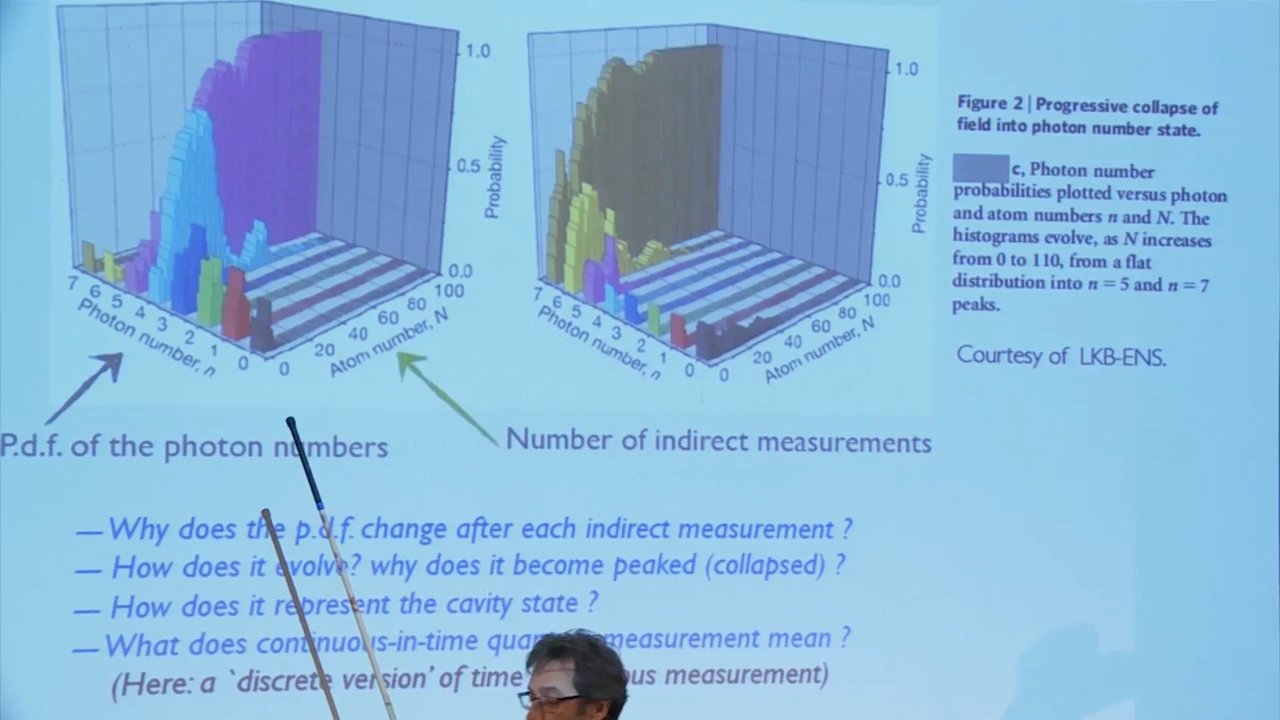 1.0
0.5
0.0
Probability
7 6 5 4 3 2 1 0
Photon number, n
0 20 40 60 80 100
Atom number, N
1.0
0.5
0.0
Probability
7 6 5 4 3 2 1 0
Photon number, n
0 20 40 60 80 100
Atom number, N
Figure 2 | Progressive collapse of
field into photon number state.
c, Photon number
probabilities plotted versus photon
and atom numbers n and N. The
histograms evolve, as N increases
from 0 to 110, from a flat
distribution into n = 5 and n = 7
peaks.
Courtesy of LKB-ENS.
P.d.f. of the photon numbers
Number of indirect measurements
— Why does the p.d.f. change after each indirect measurement ?
— How does it evolve? why does it become peaked (collapsed) ?
— How does it represent the cavity state ?
— What does continuous-in-time measurement mean ?
(Here: a `discrete version' of time measurement)